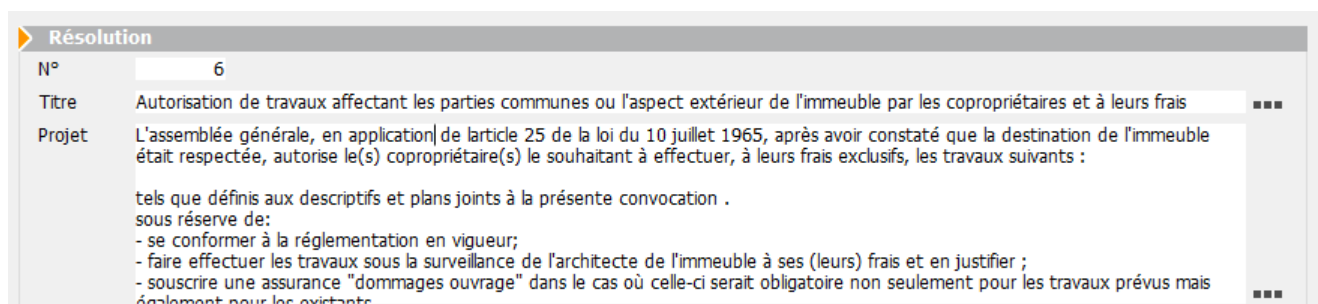 Résolution
N° 6
Titre Autorisation de travaux affectant les parties communes ou l'aspect extérieur de l'immeuble par les copropriétaires et à leurs frais
Projet L'assemblée générale, en application de larticle 25 de la loi du 10 juillet 1965, après avoir constaté que la destination de l'immeuble
était respectée, autorise le(s) copropriétaire(s) le souhaitant à effectuer, à leurs frais exclusifs, les travaux suivants :
tels que définis aux descriptifs et plans joints à la présente convocation .
sous réserve de:
- se conformer à la réglementation en vigueur;
- faire effectuer les travaux sous la surveillance de l'architecte de l'immeuble à ses (leurs) frais et en justifier ;
- souscrire une assurance "dommages ouvrage" dans le cas où celle-ci serait obligatoire non seulement pour les travaux prévus mais
également pour les existants